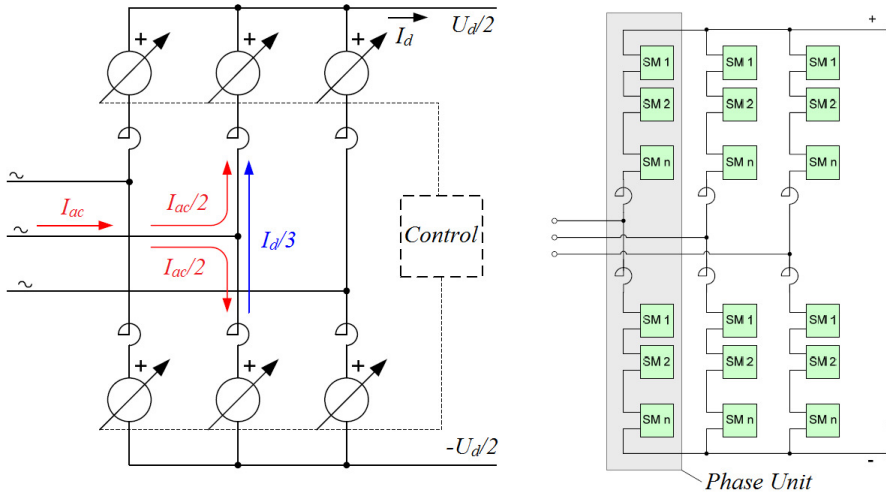 +
+
+
I_d
U_d/2
~
I_ac
I_ac/2
~
I_ac/2
I_d/3
~
Control
+
+
+
-U_d/2
+
SM 1
SM 1
SM 1
SM 2
SM 2
SM 2
SM n
SM n
SM n
SM 1
SM 1
SM 1
SM 2
SM 2
SM 2
SM n
SM n
SM n
-
Phase Unit